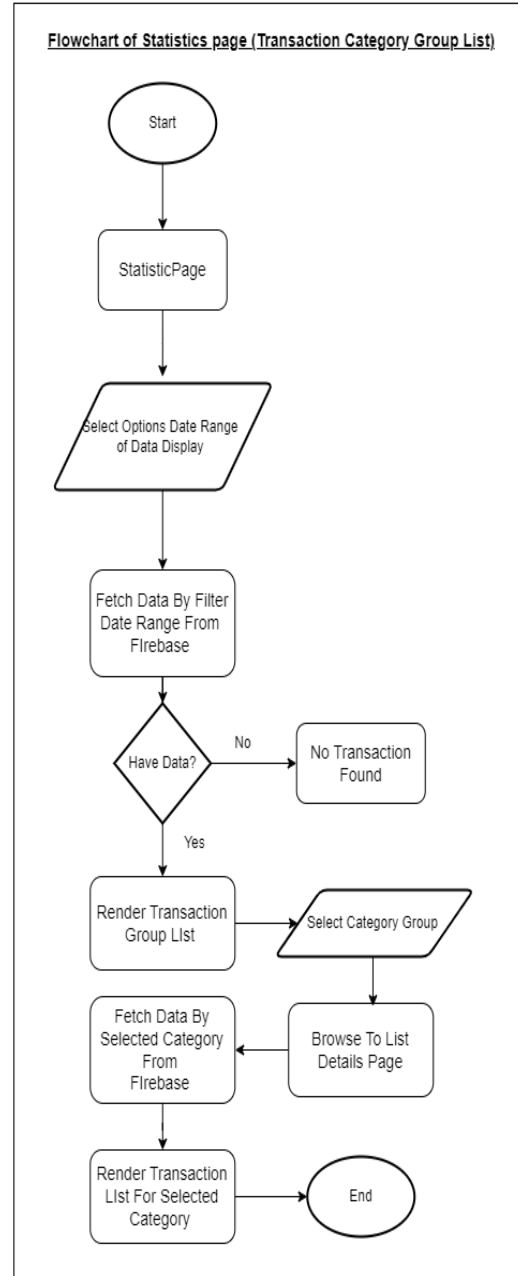 Flowchart of Statistics page (Transaction Category Group List)
Start
StatisticPage
Select Options Date Range
of Data Display
Fetch Data By Filter
Date Range From
FIrebase
Have Data?
No
No Transaction
Found
Yes
Render Transaction
Group LIst
Select Category Group
Browse To List
Details Page
Fetch Data By
Selected Category
From
FIrebase
Render Transaction
LIst For Selected
Category
End